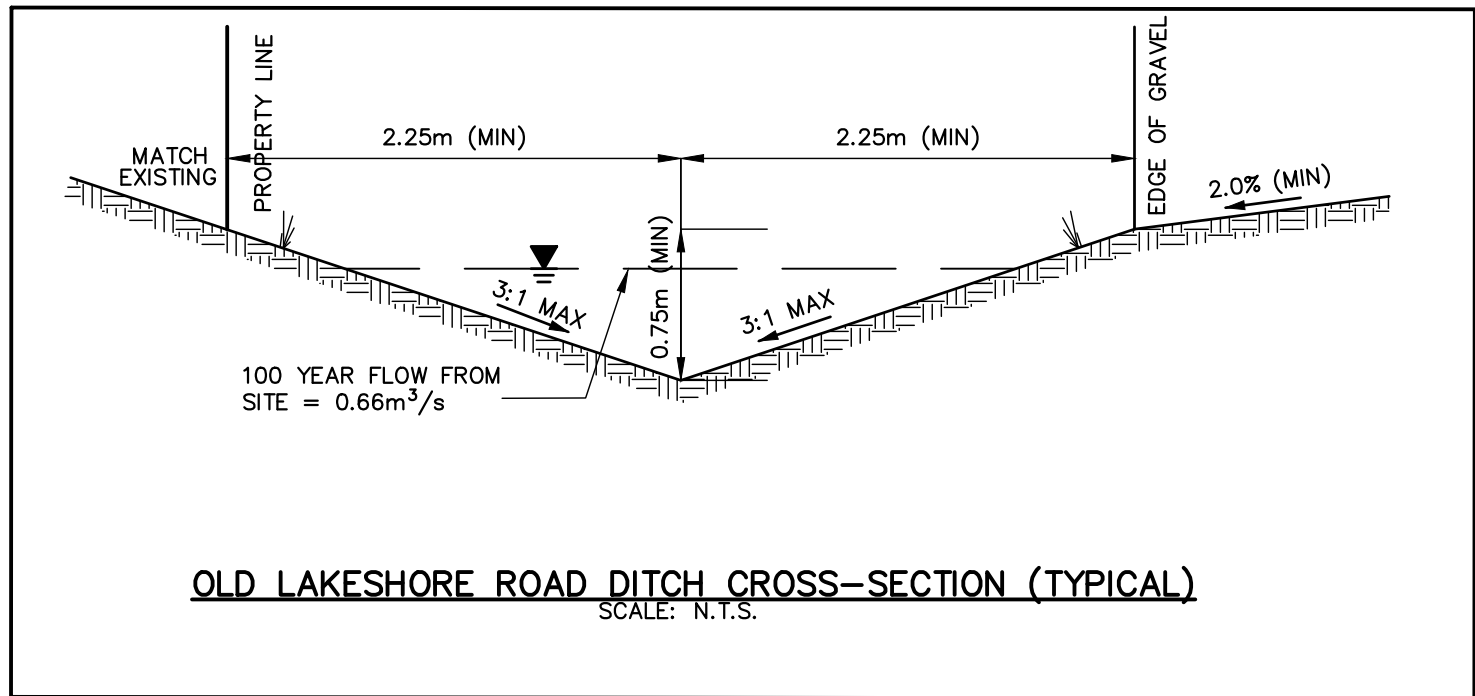 PROPERTY LINE
EDGE OF GRAVEL
2.25m (MIN)
2.25m (MIN)
MATCH
EXISTING
2.0% (MIN)
0.75m (MIN)
3:1 MAX
3:1 MAX
100 YEAR FLOW FROM
SITE = 0.66m³/s
OLD LAKESHORE ROAD DITCH CROSS-SECTION (TYPICAL)
SCALE: N.T.S.